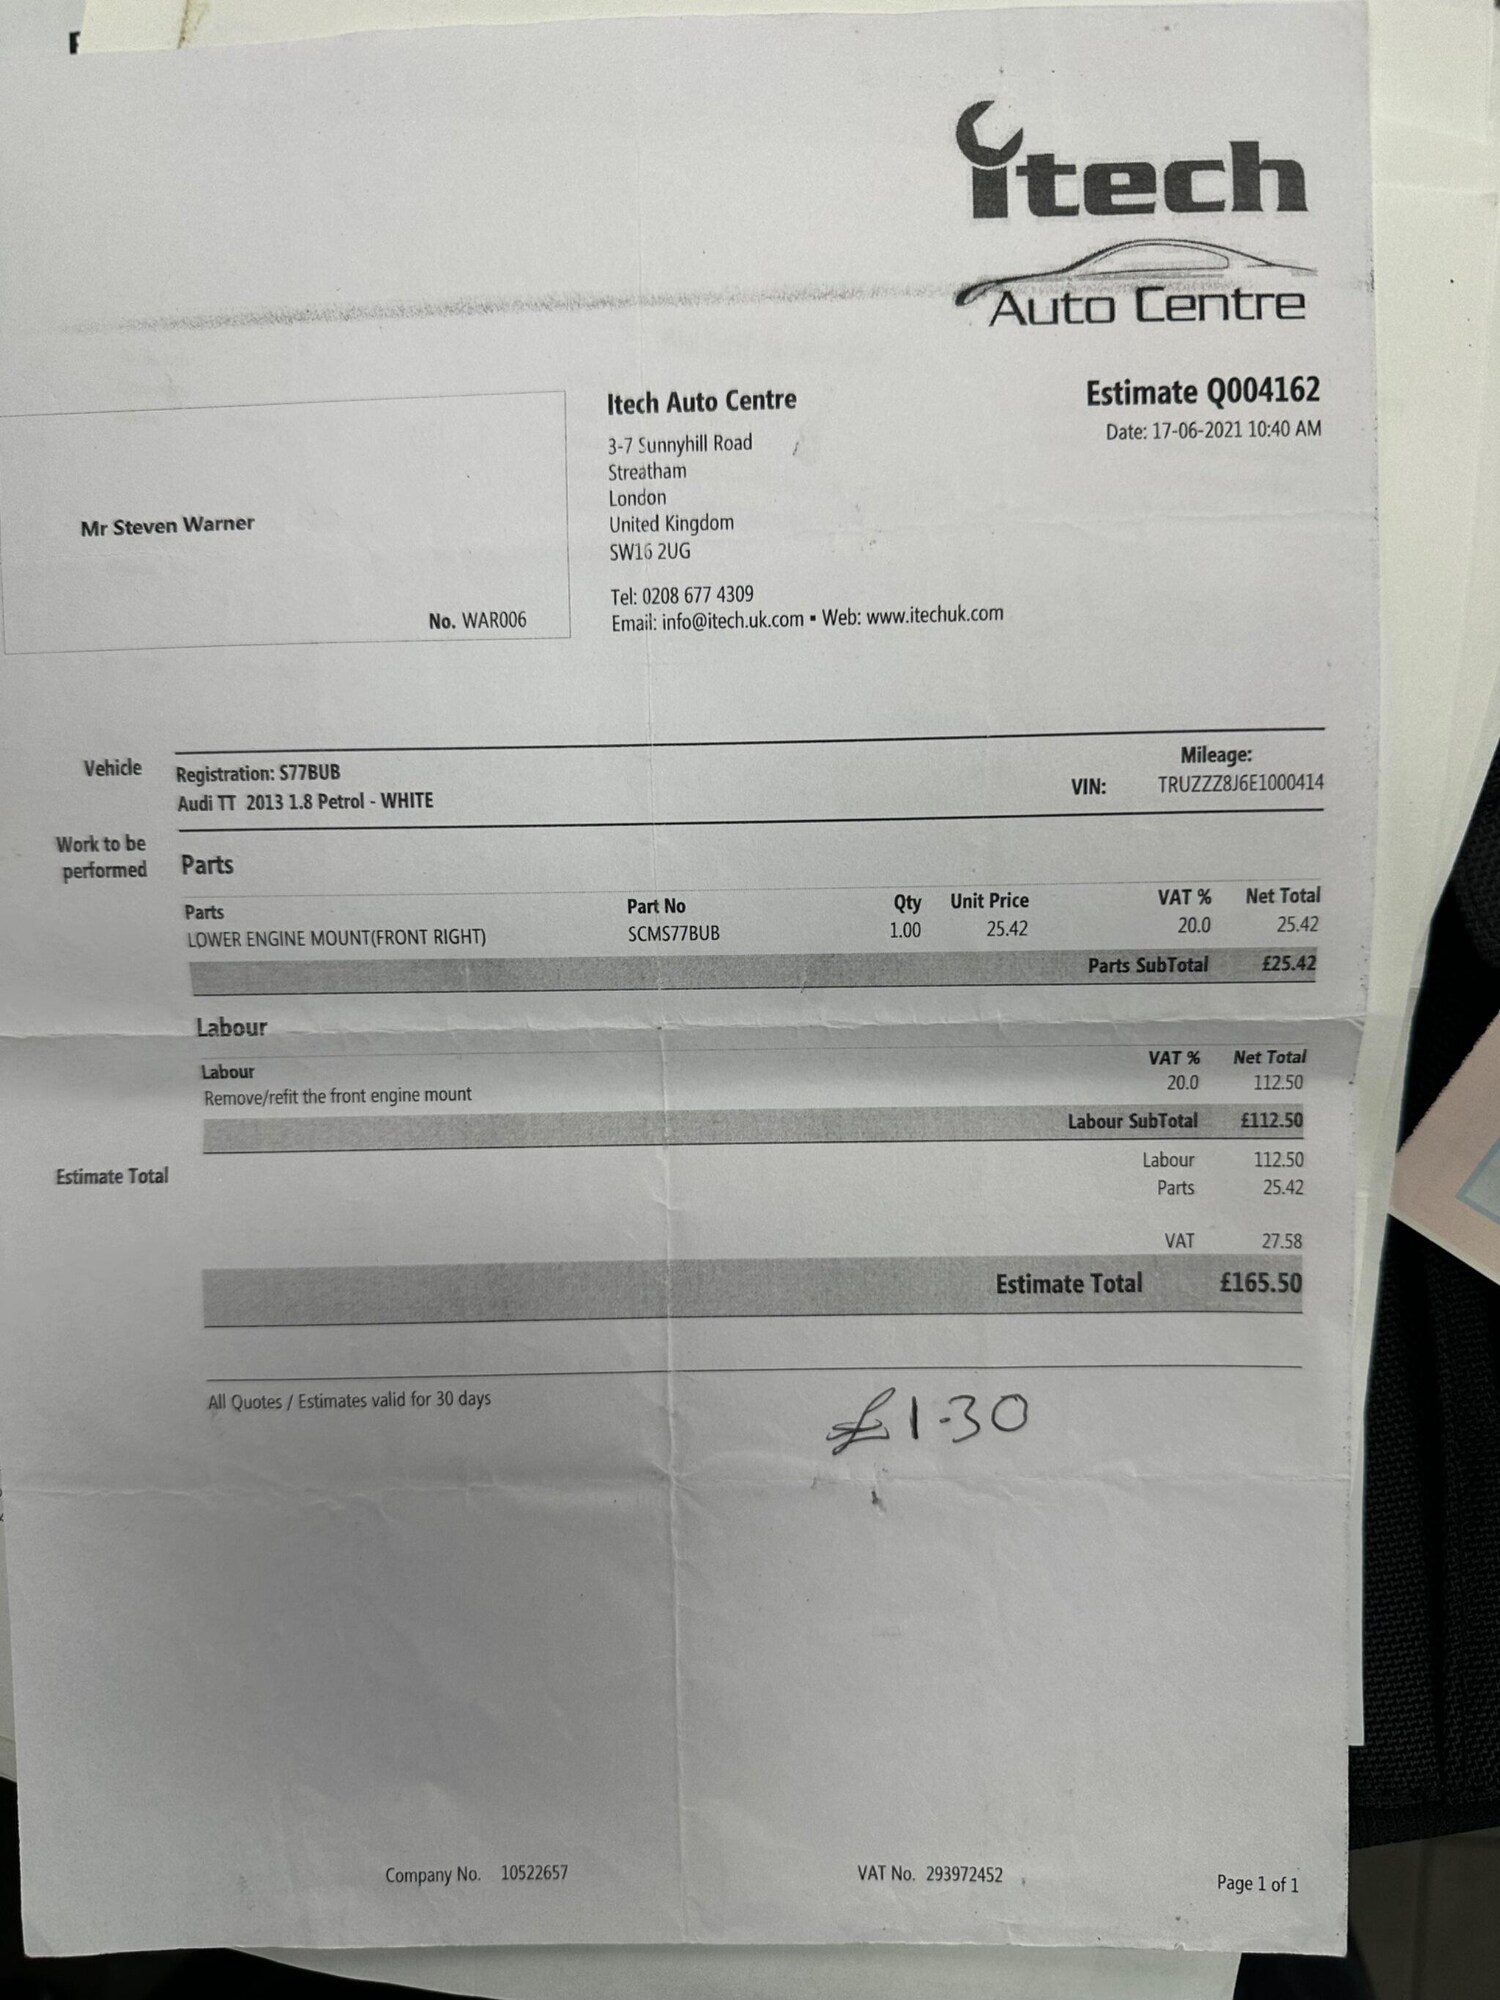 itech
Auto Centre
Estimate Q004162
Date: 17-06-2021 10:40 AM
Itech Auto Centre
3-7 Sunnyhill Road
Streatham
London
United Kingdom
SW16 2UG
Tel: 0208 677 4309
Email: info@itech.uk.com ▪ Web: www.itechuk.com
Mr Steven Warner
No. WAR006
Vehicle
Registration: S77BUB
Audi TT 2013 1.8 Petrol - WHITE
Mileage:
VIN: TRUZZZ8J6E1000414
Work to be
performed
Parts
Parts Part No Qty Unit Price VAT % Net Total
LOWER ENGINE MOUNT(FRONT RIGHT) SCMS77BUB 1.00 25.42 20.0 25.42
Parts SubTotal £25.42
Labour
Labour VAT % Net Total
Remove/refit the front engine mount 20.0 112.50
Labour SubTotal £112.50
Estimate Total
Labour 112.50
Parts 25.42
VAT 27.58
Estimate Total £165.50
All Quotes / Estimates valid for 30 days
£1.30
Company No. 10522657 VAT No. 293972452 Page 1 of 1